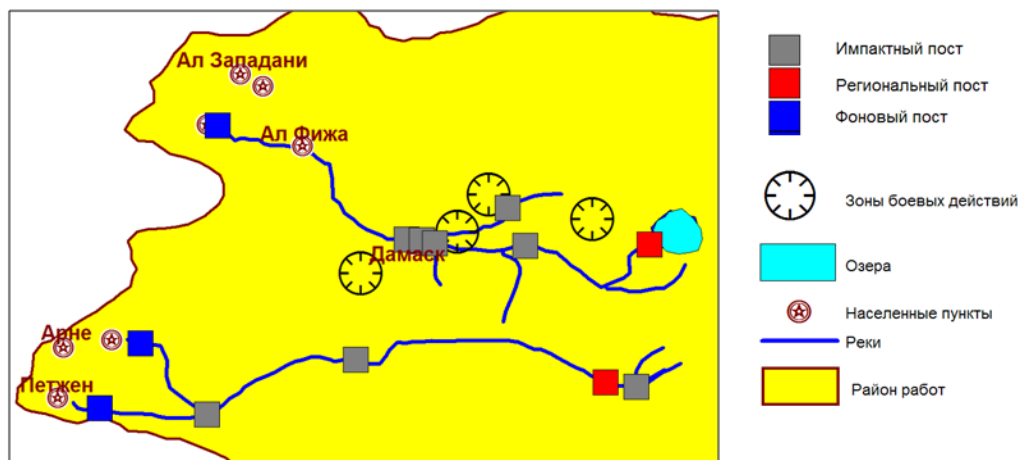 Ал Западани
Ал Фижа
Дамаск
Арне
Петжен
Импактный пост
Региональный пост
Фоновый пост
Зоны боевых действий
Озера
Населенные пункты
Реки
Район работ